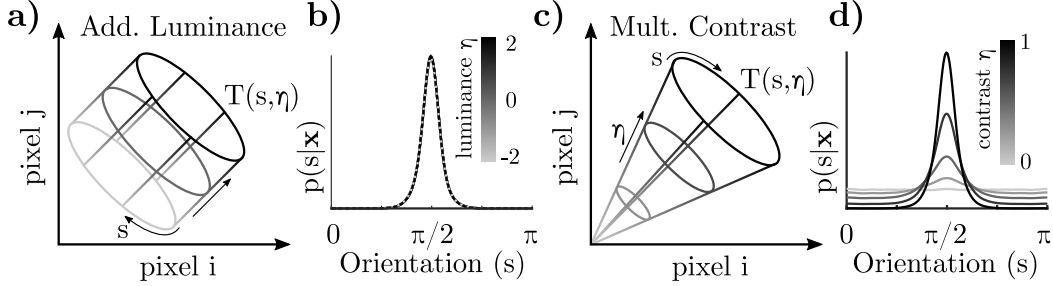 a)
Add. Luminance
T(s,η)
s
pixel j
pixel i
b)
p(s|x)
luminance η
2
0
-2
0
π/2
π
Orientation (s)
c)
Mult. Contrast
s
T(s,η)
η
pixel j
pixel i
d)
p(s|x)
contrast η
1
0
0
π/2
π
Orientation (s)